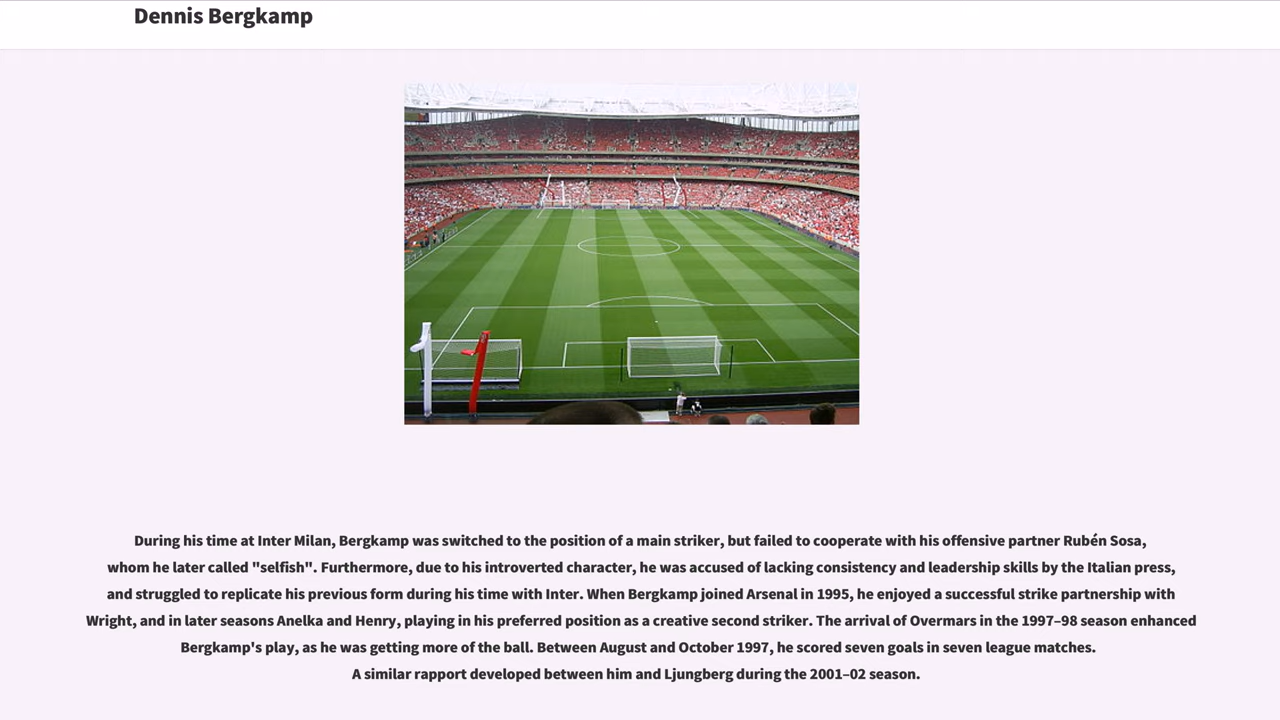 Dennis Bergkamp
During his time at Inter Milan, Bergkamp was switched to the position of a main striker, but failed to cooperate with his offensive partner Rubén Sosa,
whom he later called "selfish". Furthermore, due to his introverted character, he was accused of lacking consistency and leadership skills by the Italian press,
and struggled to replicate his previous form during his time with Inter. When Bergkamp joined Arsenal in 1995, he enjoyed a successful strike partnership with
Wright, and in later seasons Anelka and Henry, playing in his preferred position as a creative second striker. The arrival of Overmars in the 1997–98 season enhanced
Bergkamp's play, as he was getting more of the ball. Between August and October 1997, he scored seven goals in seven league matches.
A similar rapport developed between him and Ljungberg during the 2001–02 season.